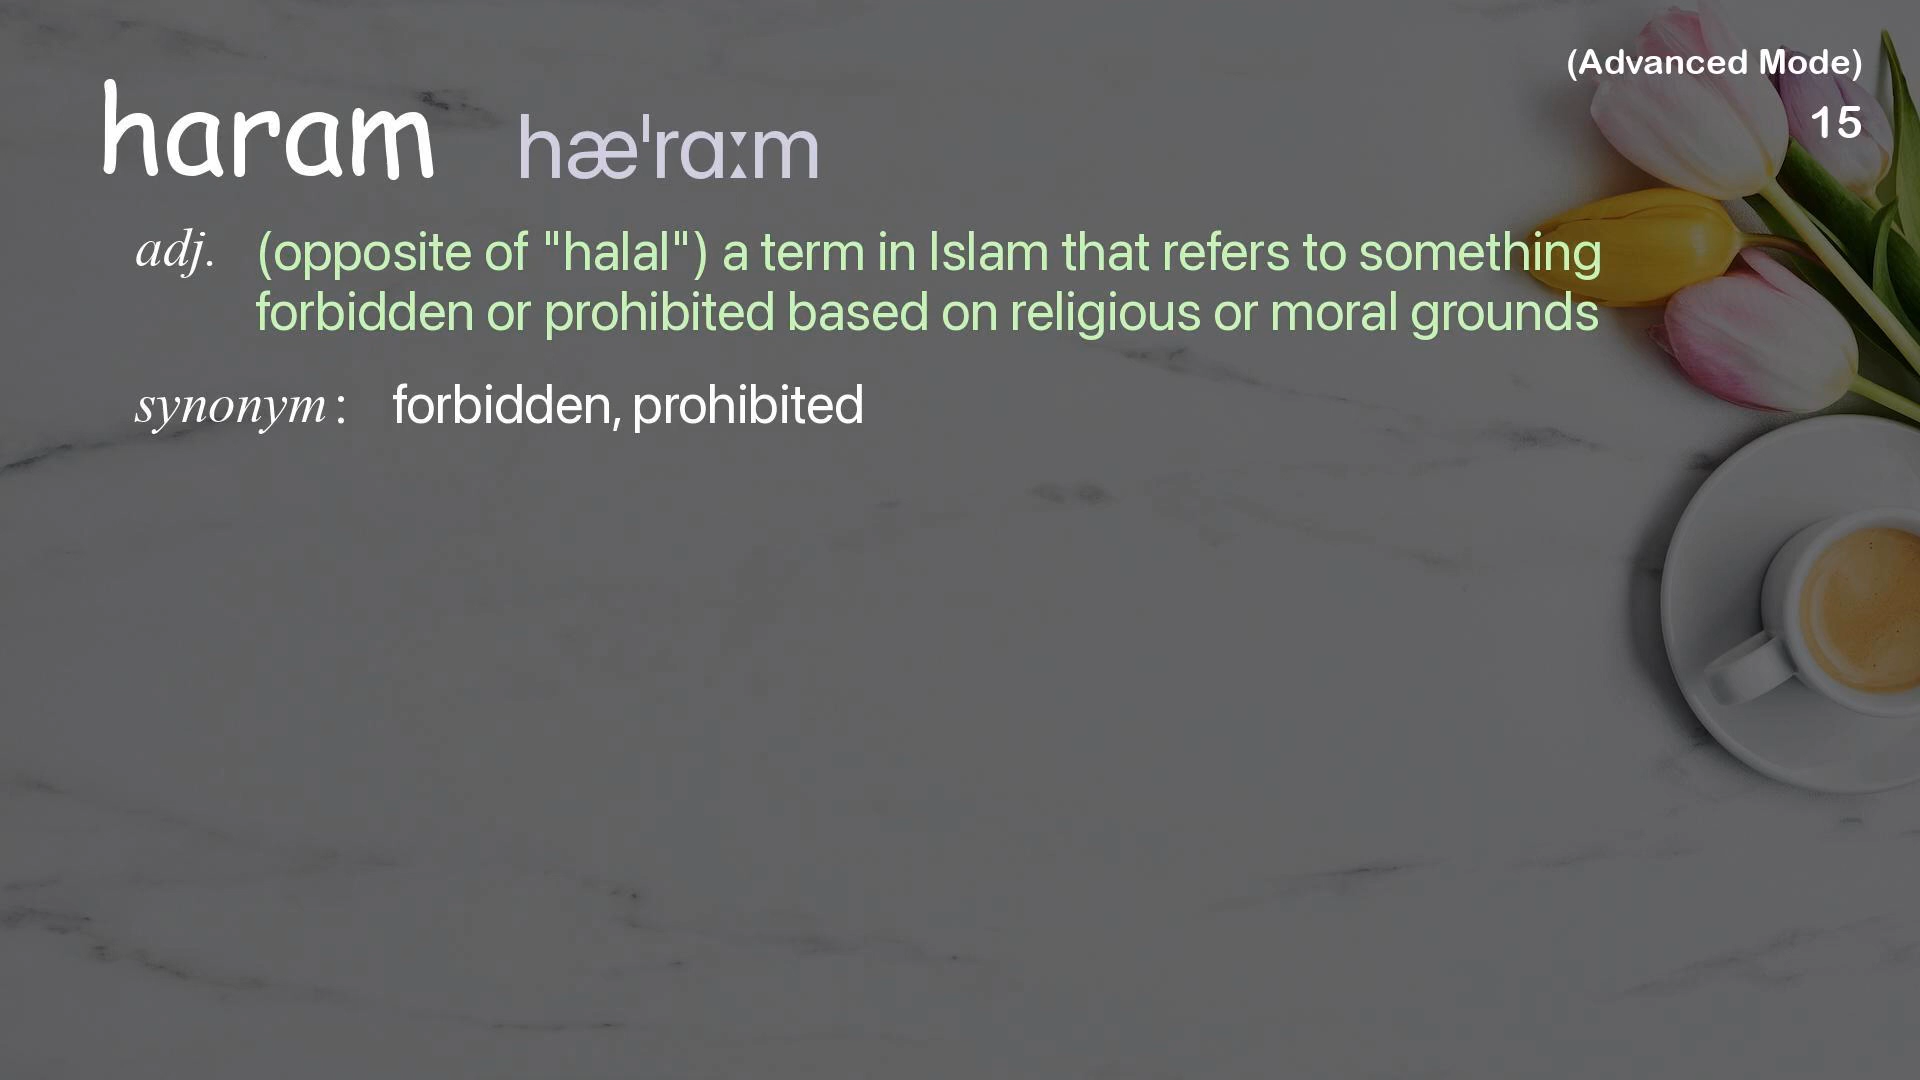 (Advanced Mode)
15
haram hæˈrɑːm
adj. (opposite of "halal") a term in Islam that refers to something
forbidden or prohibited based on religious or moral grounds
synonym: forbidden, prohibited